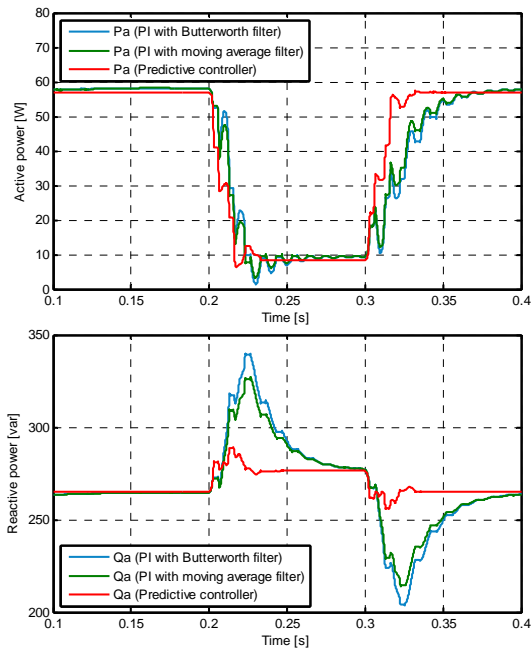 80
70
60
50
40
30
20
10
0
Active power [W]
Pa (PI with Butterworth filter)
Pa (PI with moving average filter)
Pa (Predictive controller)
0.1 0.15 0.2 0.25 0.3 0.35 0.4
Time [s]
350
300
250
200
Reactive power [var]
Qa (PI with Butterworth filter)
Qa (PI with moving average filter)
Qa (Predictive controller)
0.1 0.15 0.2 0.25 0.3 0.35 0.4
Time [s]